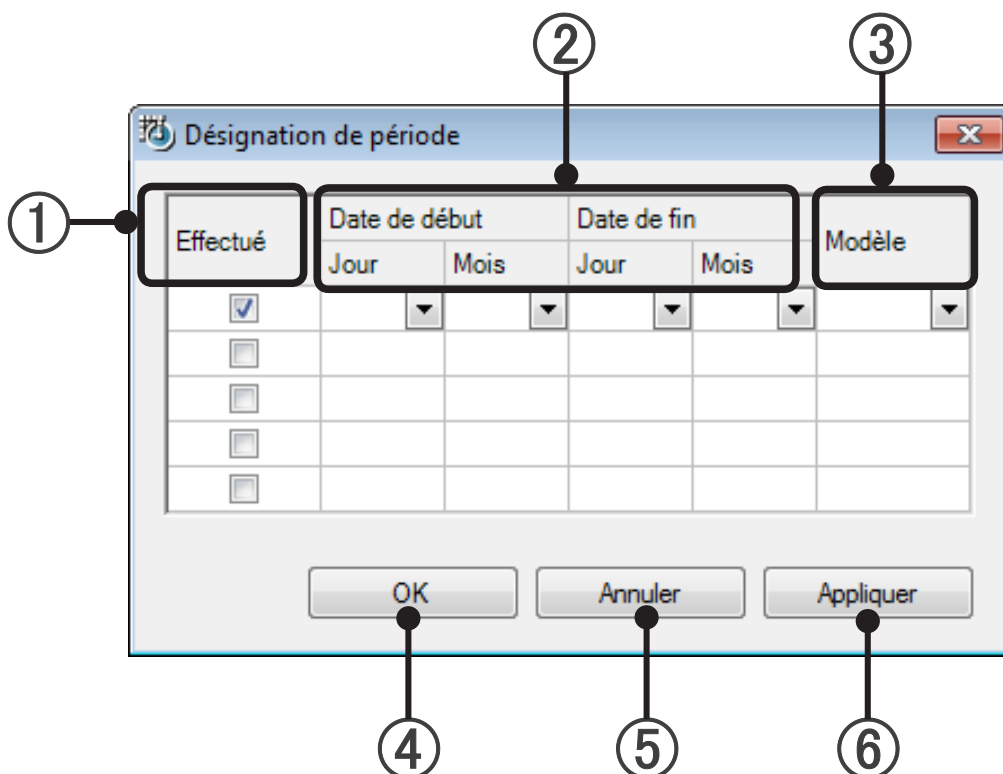 ② ③
Désignation de période
①
Effectué Date de début Date de fin Modèle
Jour Mois Jour Mois
OK Annuler Appliquer
④ ⑤ ⑥